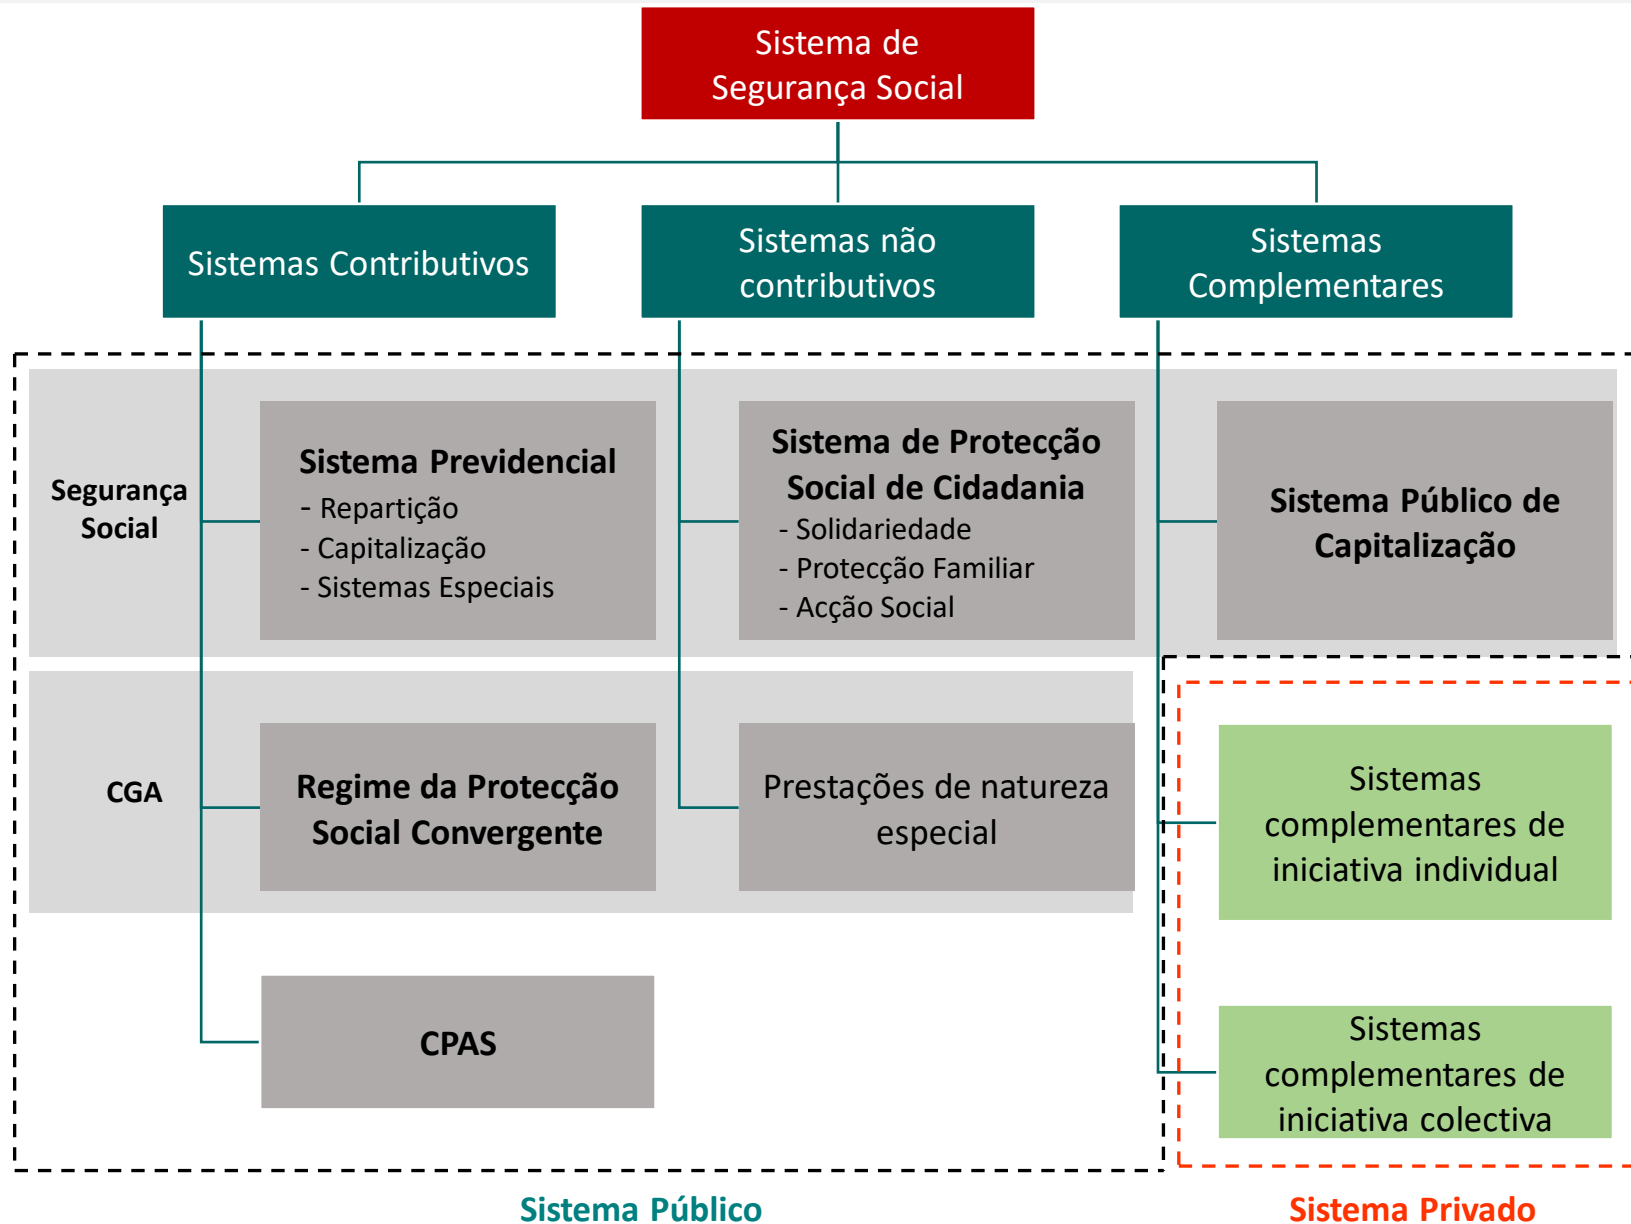 Sistema de
Segurança Social
Sistemas Contributivos
Sistemas não
contributivos
Sistemas
Complementares
Segurança
Social
Sistema Previdencial
- Repartição
- Capitalização
- Sistemas Especiais
Sistema de Protecção
Social de Cidadania
- Solidariedade
- Protecção Familiar
- Acção Social
Sistema Público de
Capitalização
CGA
Regime da Protecção
Social Convergente
Prestações de natureza
especial
Sistemas
complementares de
iniciativa individual
CPAS
Sistemas
complementares de
iniciativa colectiva
Sistema Público
Sistema Privado